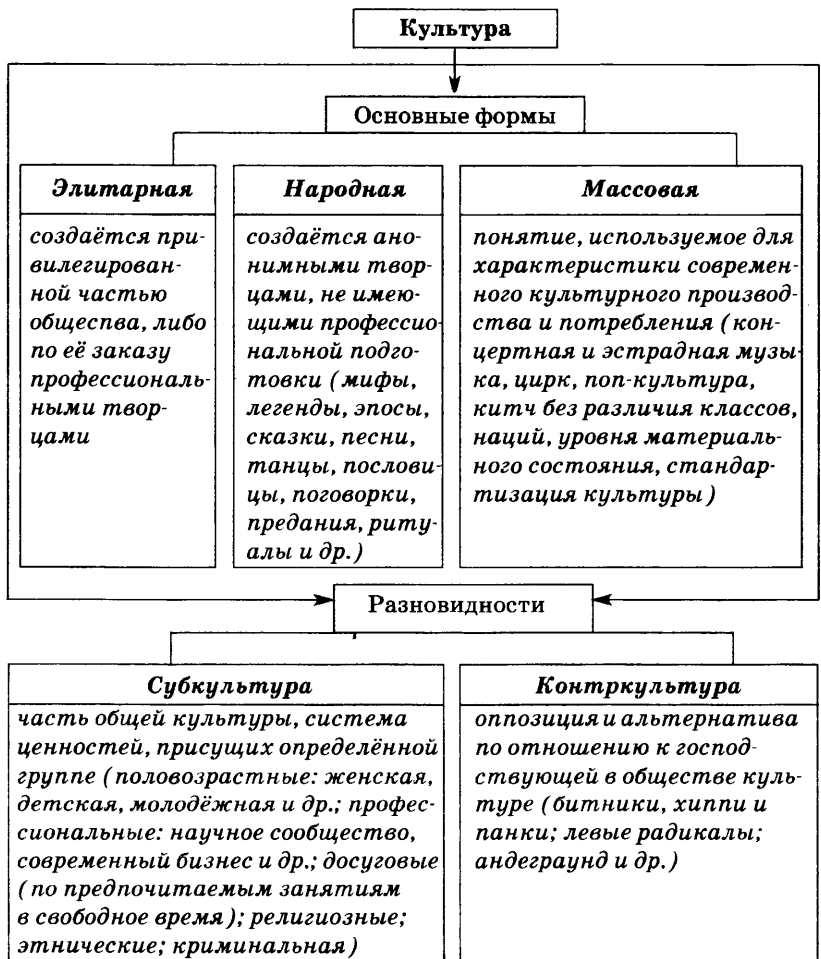 Культура
Основные формы
Элитарная
создаётся при-
вилегирован-
ной частью
общеспва, либо
по её заказу
профессиональ-
ными твор-
цами
Народная
создаётся ано-
нимными твор-
цами, не имею-
щими профессио-
нальной подго-
товки (мифы,
легенды, эпосы,
сказки, песни,
танцы, послови-
цы, поговорки,
предания, риту-
алы и др.)
Массовая
понятие, используемое для
характеристики современ-
ного культурного производ-
ства и потребления (кон-
цертная и эстрадная музы-
ка, цирк, поп-культура,
китч без различия классов,
наций, уровня материаль-
ного состояния, стандар-
тизация культуры)
Разновидности
Субкультура
часть общей культуры, система
ценностей, присущих определённой
группе (половозрастные: женская,
детская, молодёжная и др.; профес-
сиональные: научное сообщество,
современный бизнес и др.; досуговые
(по предпочитаемым занятиям
в свободное время); религиозные;
этнические; криминальная)
Контркультура
оппозиция и альтернатива
по отношению к господ-
ствующей в обществе куль-
туре (битники, хиппи и
панки; левые радикалы;
андеграунд и др.)